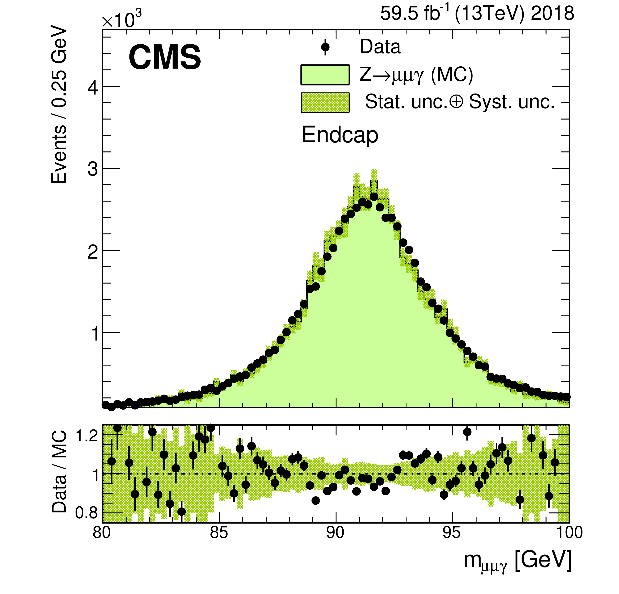 ×10³
59.5 fb⁻¹ (13TeV) 2018
CMS
Data
Z→μμγ (MC)
Stat. unc.⊕ Syst. unc.
Endcap
Events / 0.25 GeV
4
3
2
1
Data / MC
1.2
1
0.8
80 85 90 95 100
m_μμγ [GeV]